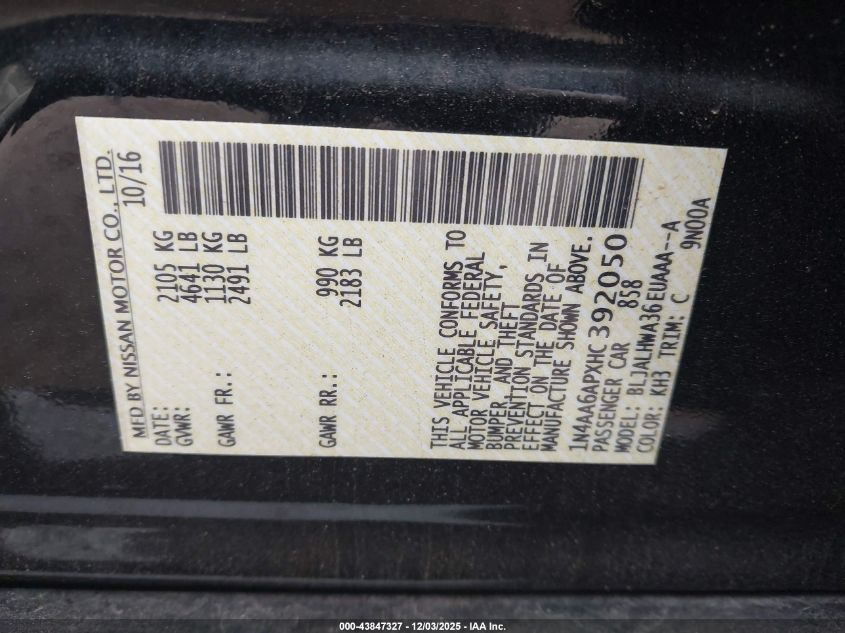 MFD BY NISSAN MOTOR CO., LTD.
DATE: 10/16
GVWR: 2105 KG
4641 LB
GAWR FR.: 1130 KG
2491 LB
GAWR RR.: 990 KG
2183 LB
THIS VEHICLE CONFORMS TO
ALL APPLICABLE FEDERAL
MOTOR VEHICLE SAFETY,
BUMPER, AND THEFT
PREVENTION STANDARDS IN
EFFECT ON THE DATE OF
MANUFACTURE SHOWN ABOVE.
1N4AA6APXHC392050
PASSENGER CAR 858
MODEL: BLJALHWA36EUAAA--A
COLOR: KH3 TRIM: C 9N00A
000-43847327 - 12/03/2025 - IAA Inc.